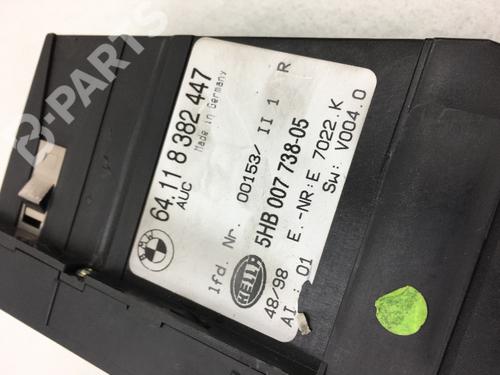 B-PARTS
64.11 8 382 447
AUC Made in Germany
lfd. Nr. 00153/ II 1 R
HELLA 5HB 007 738-05
48/98 E.-NR:E 7022.K
AI : 01 SW: V004.0